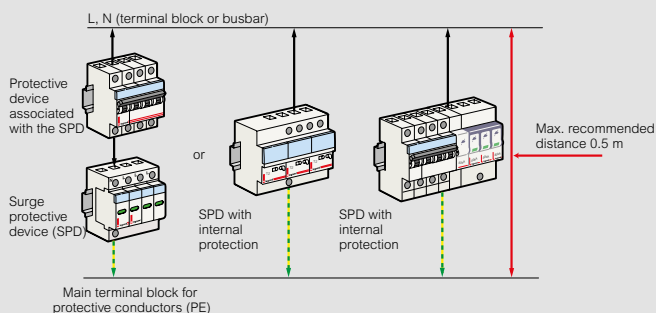 L, N (terminal block or busbar)
Protective
device
associated
with the SPD
or
Max. recommended
distance 0.5 m
Surge
protective
device (SPD)
SPD with
internal
protection
SPD with
internal
protection
Main terminal block for
protective conductors (PE)